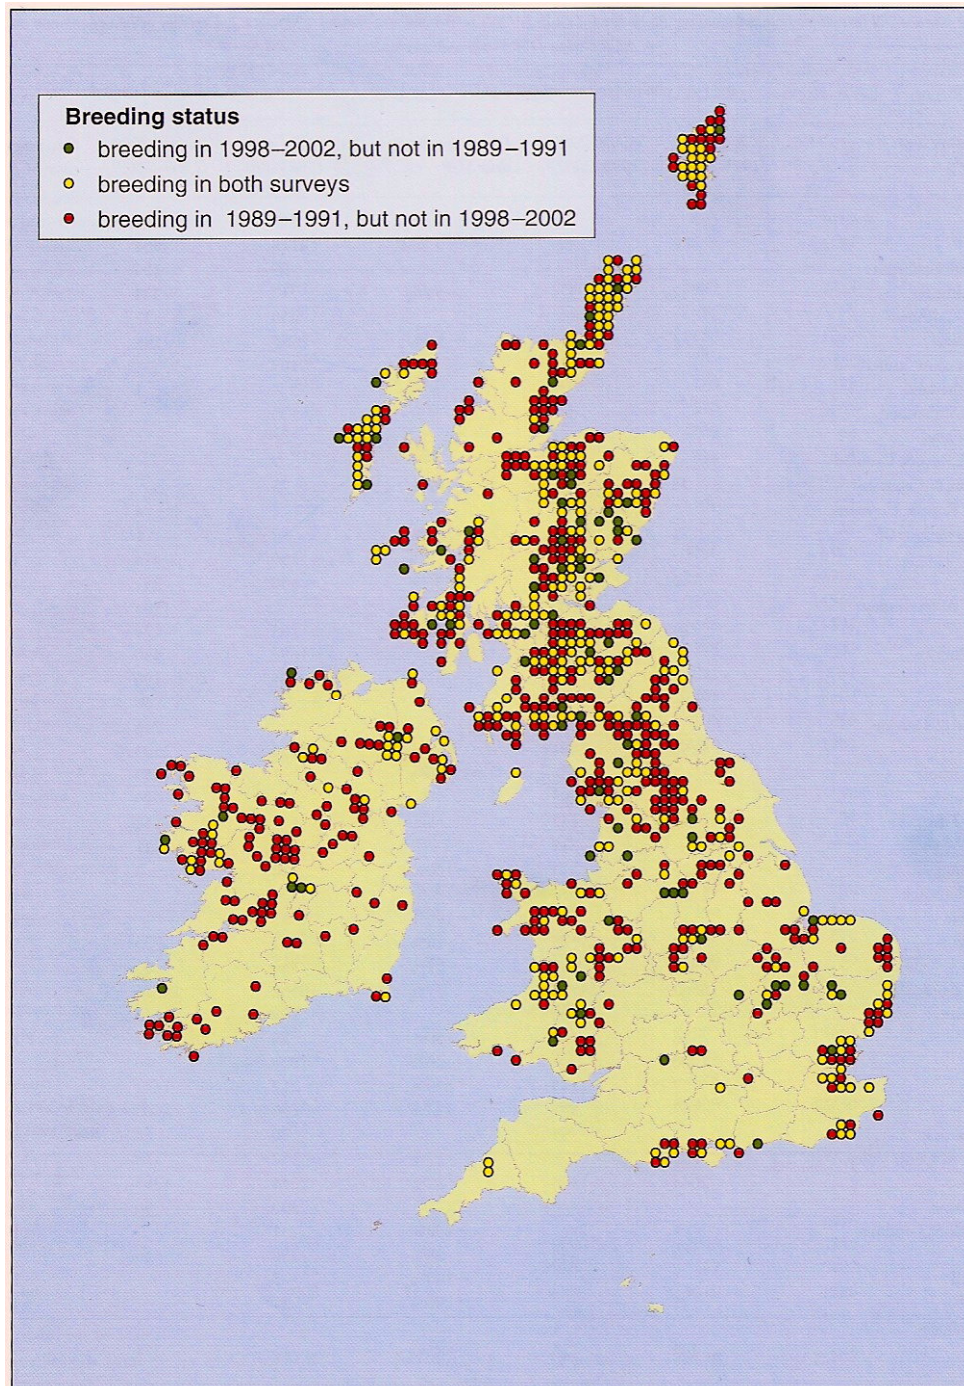 Breeding status
breeding in 1998–2002, but not in 1989–1991
breeding in both surveys
breeding in 1989–1991, but not in 1998–2002